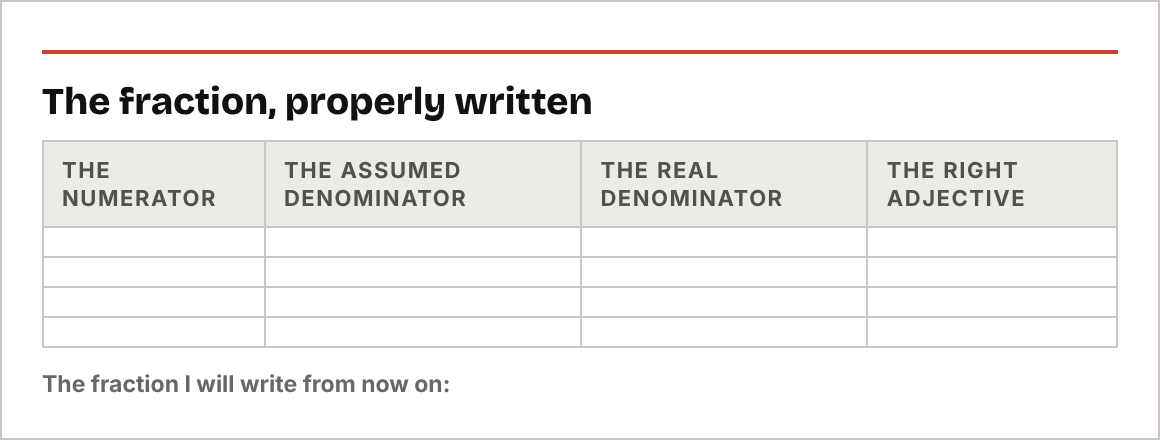 The fraction, properly written
THE NUMERATOR
THE ASSUMED DENOMINATOR
THE REAL DENOMINATOR
THE RIGHT ADJECTIVE
The fraction I will write from now on: